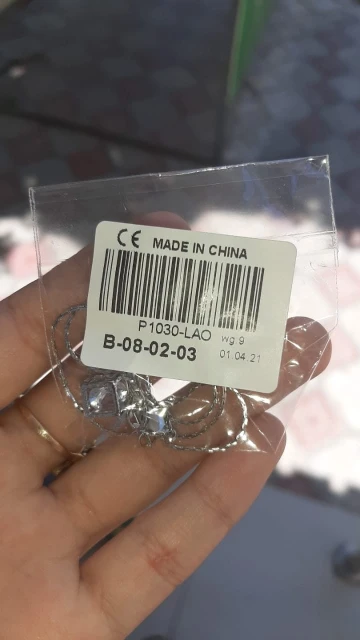 CE MADE IN CHINA
P1030-LAO wg.9
B-08-02-03 01.04.21